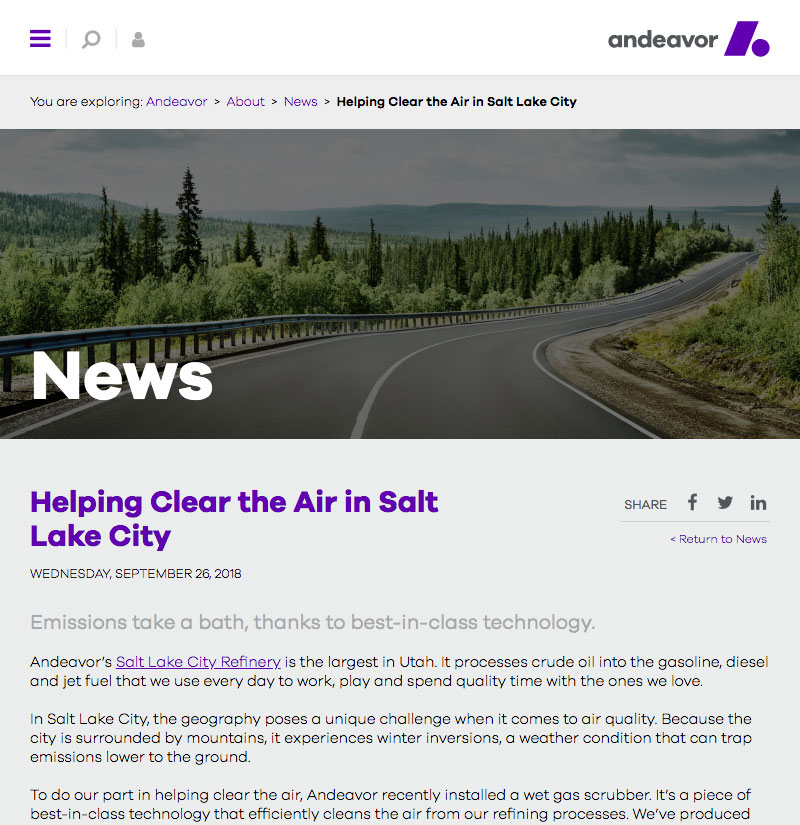 andeavor
You are exploring: Andeavor > About > News > Helping Clear the Air in Salt Lake City
News
Helping Clear the Air in Salt
Lake City
SHARE
< Return to News
WEDNESDAY, SEPTEMBER 26, 2018
Emissions take a bath, thanks to best-in-class technology.
Andeavor’s Salt Lake City Refinery is the largest in Utah. It processes crude oil into the gasoline, diesel
and jet fuel that we use every day to work, play and spend quality time with the ones we love.
In Salt Lake City, the geography poses a unique challenge when it comes to air quality. Because the
city is surrounded by mountains, it experiences winter inversions, a weather condition that can trap
emissions lower to the ground.
To do our part in helping clear the air, Andeavor recently installed a wet gas scrubber. It’s a piece of
best-in-class technology that efficiently cleans the air from our refining processes. We’ve produced